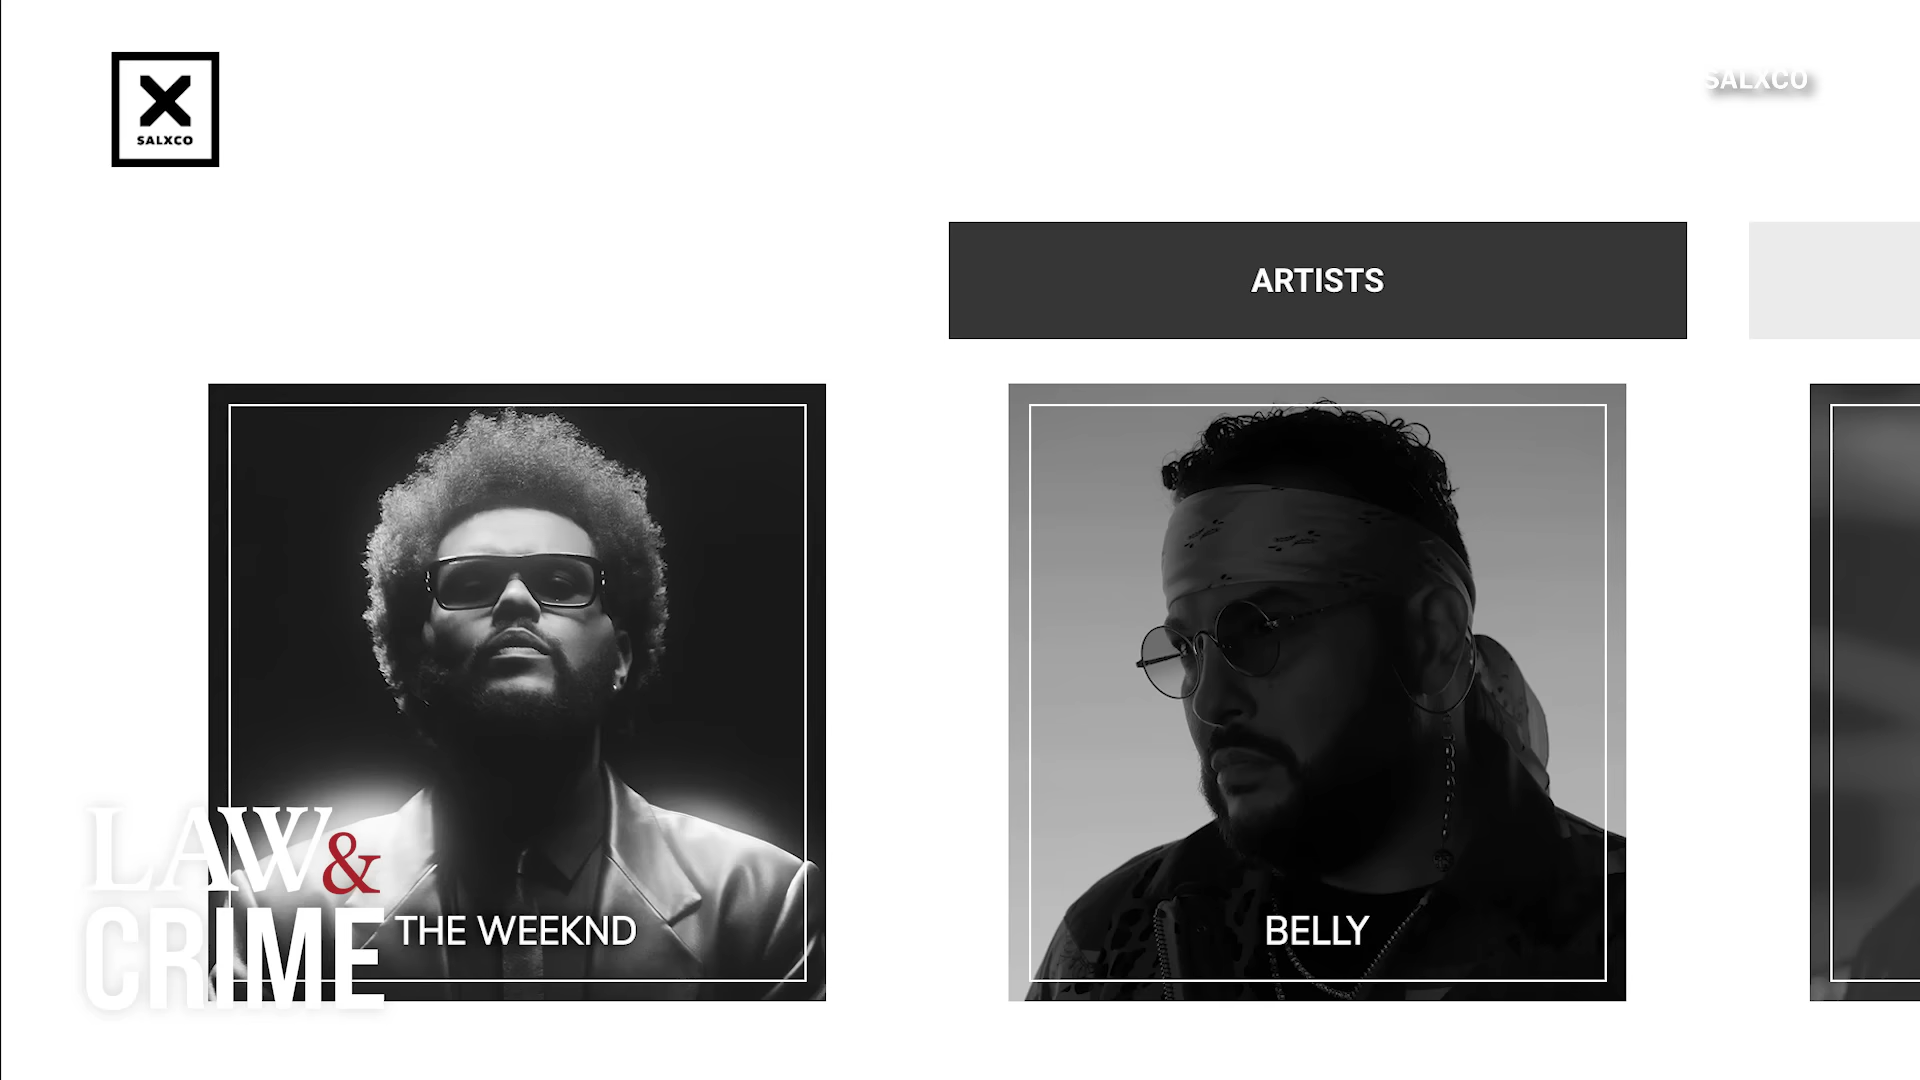 X
SALXCO
SALXCO
ARTISTS
THE WEEKND
BELLY
LAW&
CRIME